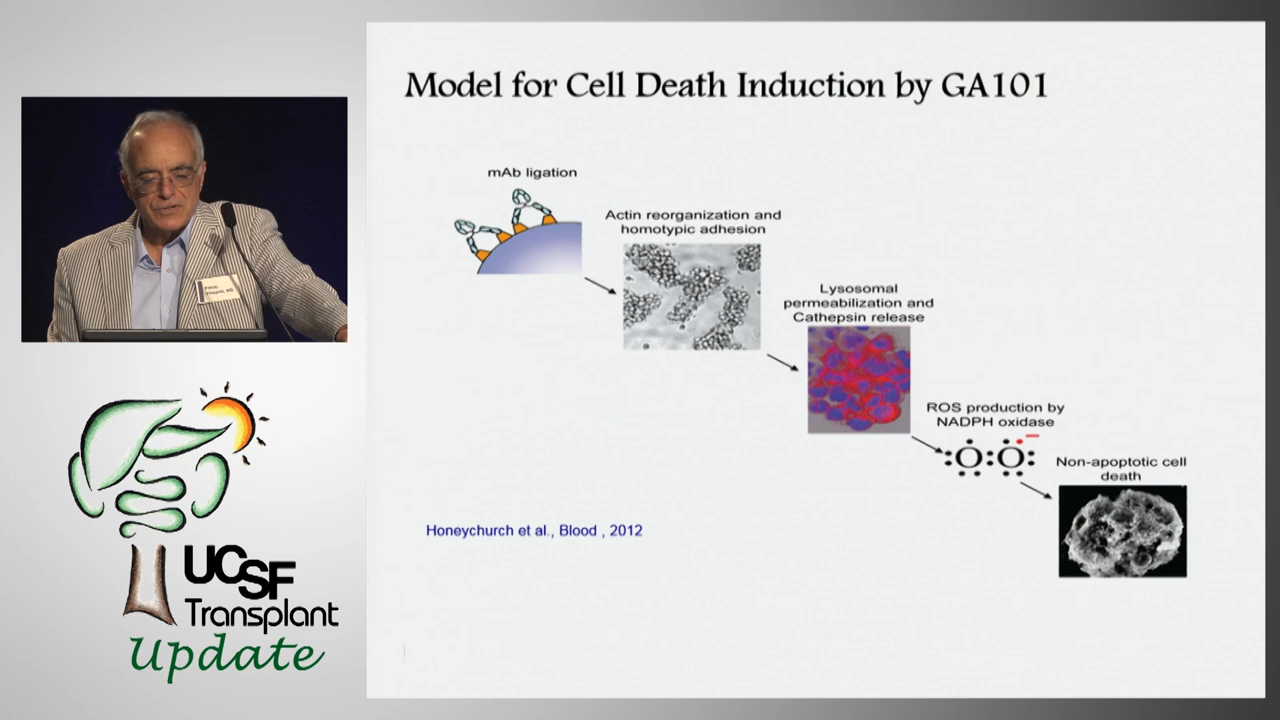 Model for Cell Death Induction by GA101
mAb ligation
Actin reorganization and
homotypic adhesion
Lysosomal
permeabilization and
Cathepsin release
ROS production by
NADPH oxidase
:O:O:
Non-apoptotic cell
death
Honeychurch et al., Blood , 2012
UCSF
Transplant
Update